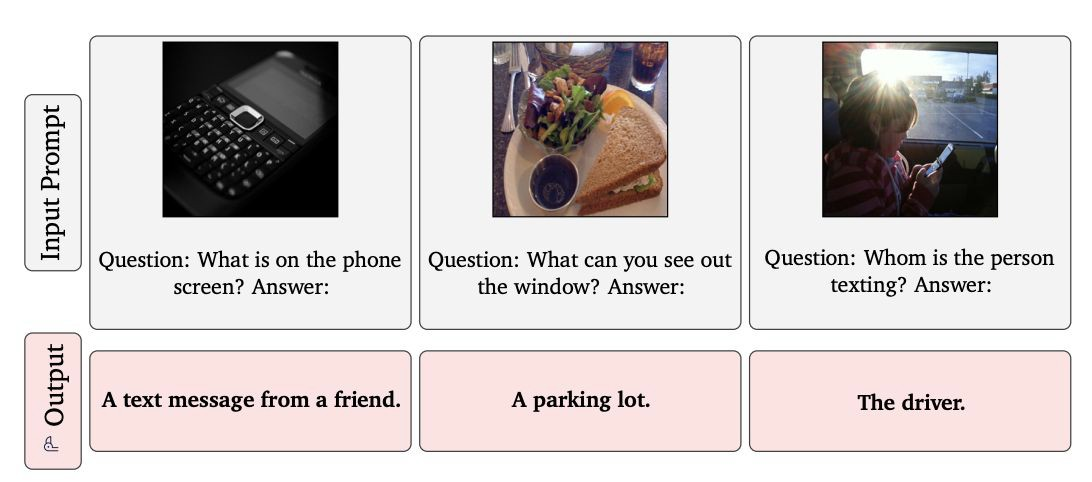 Input Prompt
Question: What is on the phone
screen? Answer:
Question: What can you see out
the window? Answer:
Question: Whom is the person
texting? Answer:
Output
A text message from a friend.
A parking lot.
The driver.